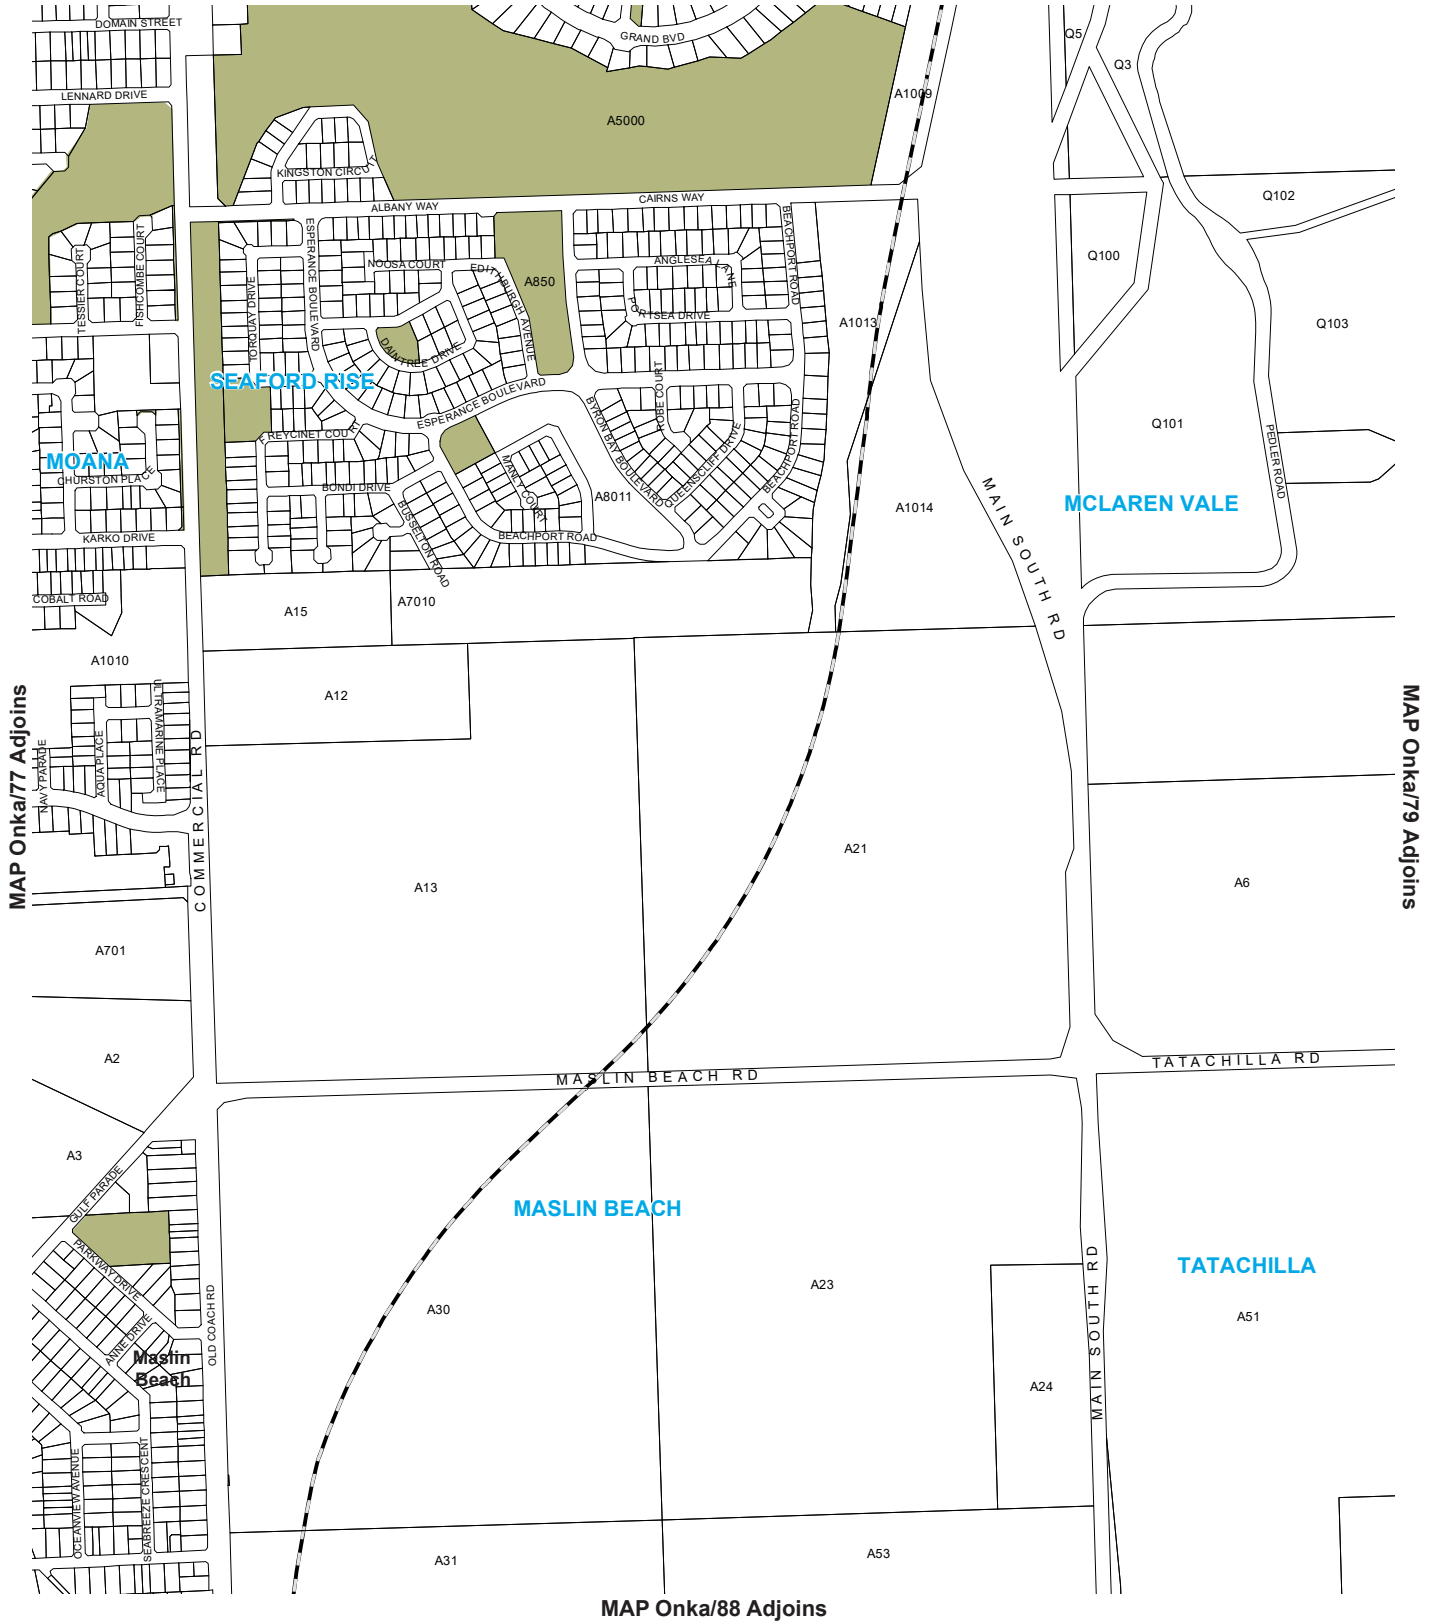 DOMAIN STREET
GRAND BVD
Q5
Q3
LENNARD DRIVE
A1009
A5000
KINGSTON CIRCUIT
Q102
CAIRNS WAY
ALBANY WAY
ESPERANCE BOULEVARD
BEACHPORT ROAD
TESSIER COURT
FISHCOMBE COURT
NOOSA COURT
EDITHBURGH AVENUE
ANGLESEA LANE
Q100
A850
TORQUAY DRIVE
PORTSEA DRIVE
A1013
Q103
DAINTREE DRIVE
SEAFORD RISE
ESPERANCE BOULEVARD
ROBE COURT
BYRON BAY BOULEVARD
QUEENSCLIFF DRIVE
BEACHPORT ROAD
Q101
PEDLER ROAD
FREYCINET COURT
MOANA
CHURSTON PLACE
BONDI DRIVE
MANLY COURT
A8011
MCLAREN VALE
A1014
MAIN SOUTH RD
BUSSELTON ROAD
BEACHPORT ROAD
KARKO DRIVE
COBALT ROAD
A15
A7010
A1010
A12
ULTRAMARINE PLACE
AQUA PLACE
NAVY PARADE
MAP Onka/77 Adjoins
MAP Onka/79 Adjoins
COMMERCIAL RD
A21
A13
A6
A701
A2
MASLIN BEACH RD
TATACHILLA RD
A3
GULF PARADE
MASLIN BEACH
PARKWAY DRIVE
TATACHILLA
A23
A30
A51
OLD COACH RD
MAIN SOUTH RD
ANNE DRIVE
Maslin
Beach
A24
OCEANVIEW AVENUE
SEABREEZE CRESCENT
A31
A53
MAP Onka/88 Adjoins